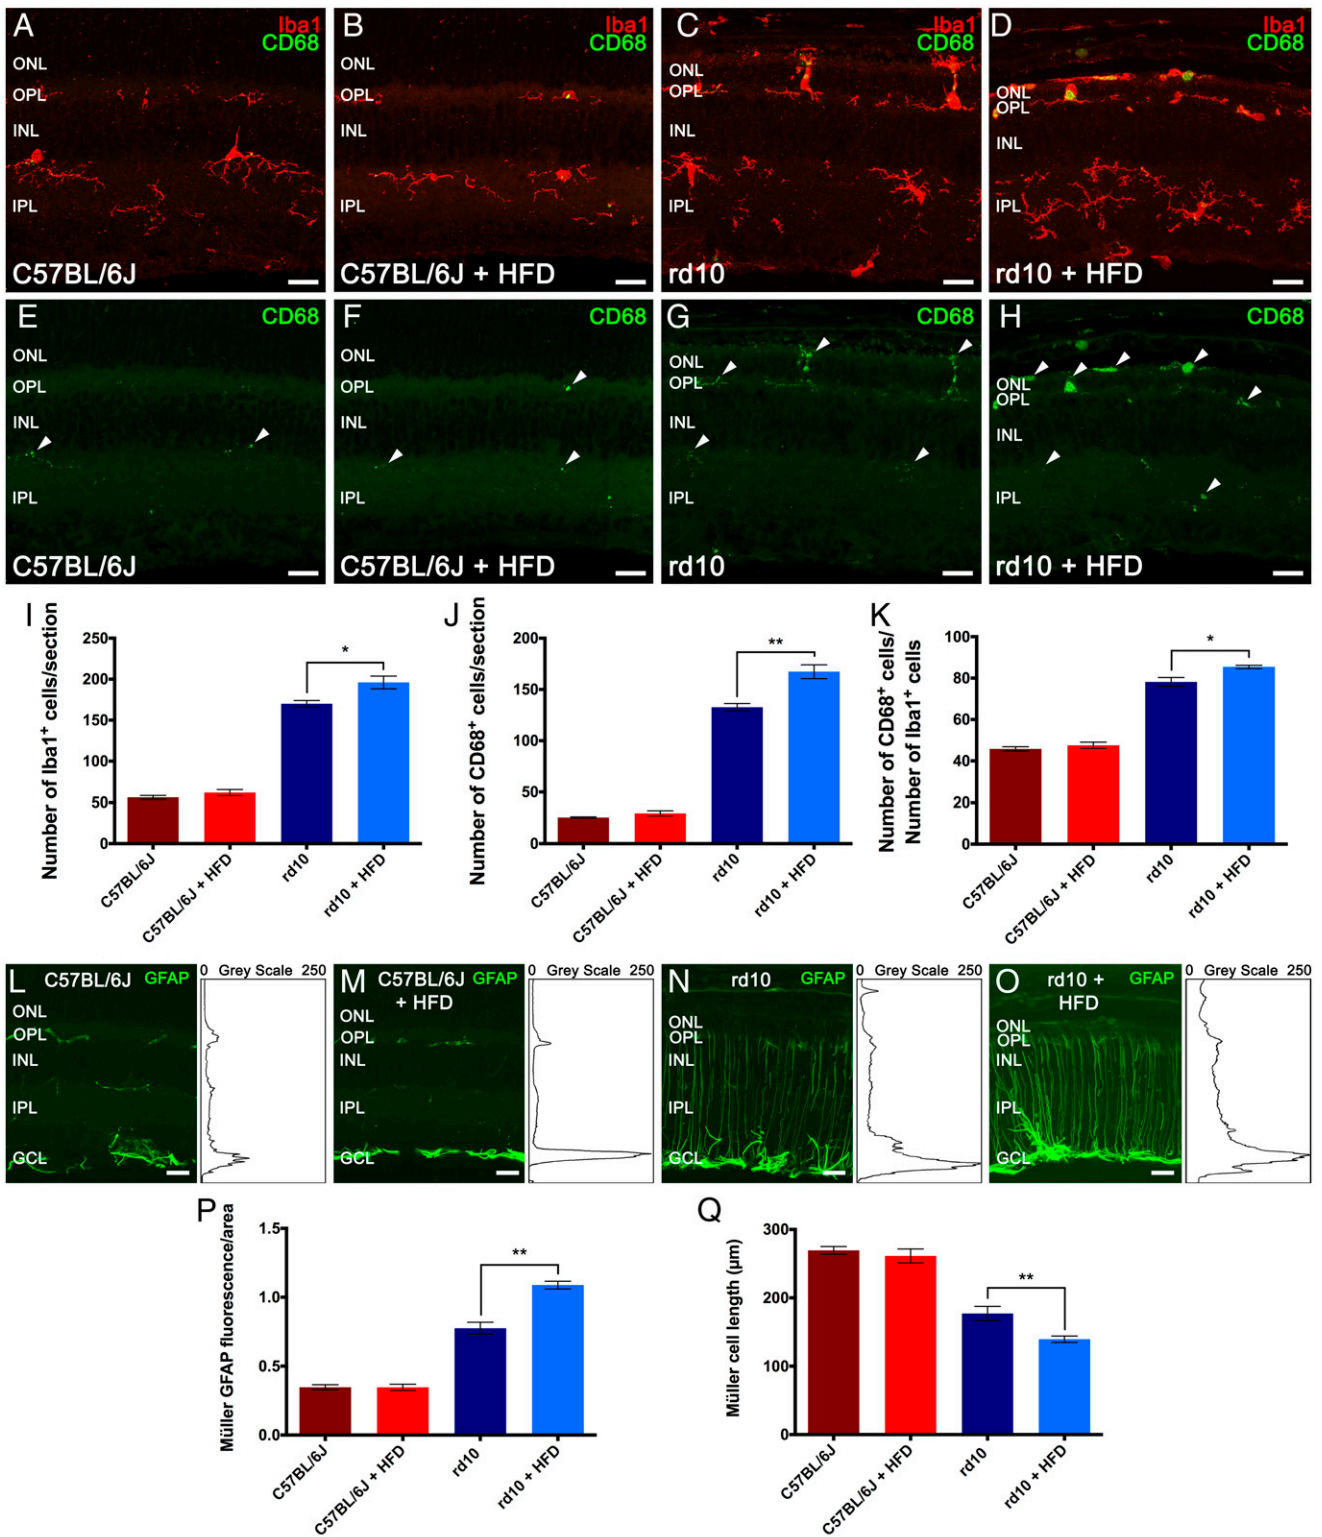 A
Iba1
CD68
ONL
OPL
INL
IPL
C57BL/6J
B
Iba1
CD68
ONL
OPL
INL
IPL
C57BL/6J + HFD
C
Iba1
CD68
ONL
OPL
INL
IPL
rd10
D
Iba1
CD68
ONL
OPL
INL
IPL
rd10 + HFD
E
CD68
ONL
OPL
INL
IPL
C57BL/6J
F
CD68
ONL
OPL
INL
IPL
C57BL/6J + HFD
G
CD68
ONL
OPL
INL
IPL
rd10
H
CD68
ONL
OPL
INL
IPL
rd10 + HFD
I
Number of Iba1⁺ cells/section
250
200
150
100
50
0
*
C57BL/6J
C57BL/6J + HFD
rd10
rd10 + HFD
J
Number of CD68⁺ cells/section
200
150
100
50
0
**
C57BL/6J
C57BL/6J + HFD
rd10
rd10 + HFD
K
Number of CD68⁺ cells/
Number of Iba1⁺ cells
100
80
60
40
20
0
*
C57BL/6J
C57BL/6J + HFD
rd10
rd10 + HFD
L
C57BL/6J
GFAP
ONL
OPL
INL
IPL
GCL
0 Grey Scale 250
M
C57BL/6J
+ HFD
GFAP
ONL
OPL
INL
IPL
GCL
0 Grey Scale 250
N
rd10
GFAP
ONL
OPL
INL
IPL
GCL
0 Grey Scale 250
O
rd10 +
HFD
GFAP
ONL
OPL
INL
IPL
GCL
0 Grey Scale 250
P
Müller GFAP fluorescence/area
1.5
1.0
0.5
0.0
**
C57BL/6J
C57BL/6J + HFD
rd10
rd10 + HFD
Q
Müller cell length (µm)
300
200
100
0
**
C57BL/6J
C57BL/6J + HFD
rd10
rd10 + HFD